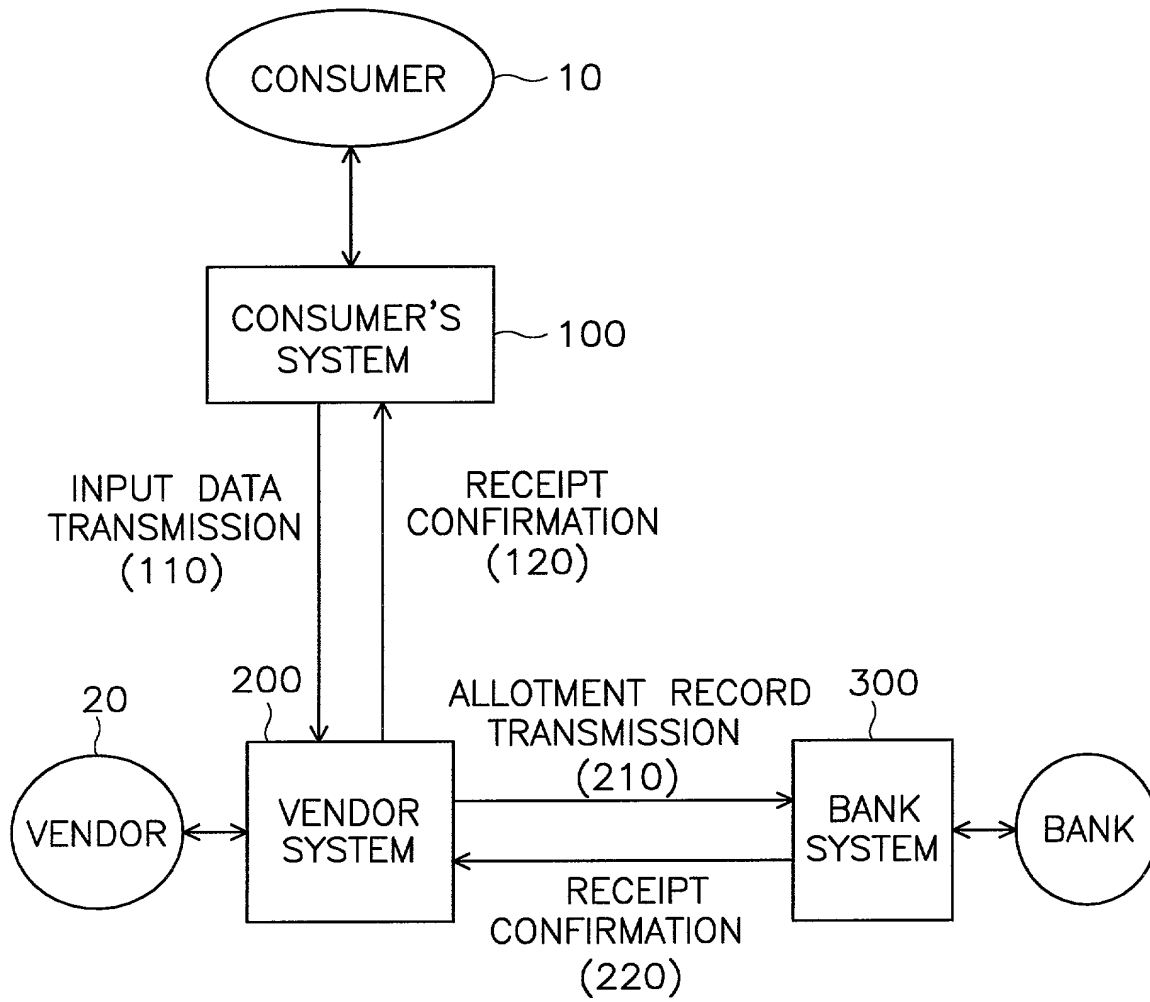 CONSUMER
10
CONSUMER'S
SYSTEM
100
INPUT DATA
TRANSMISSION
(110)
RECEIPT
CONFIRMATION
(120)
20
200
ALLOTMENT RECORD
TRANSMISSION
(210)
300
VENDOR
VENDOR
SYSTEM
BANK
SYSTEM
BANK
RECEIPT
CONFIRMATION
(220)